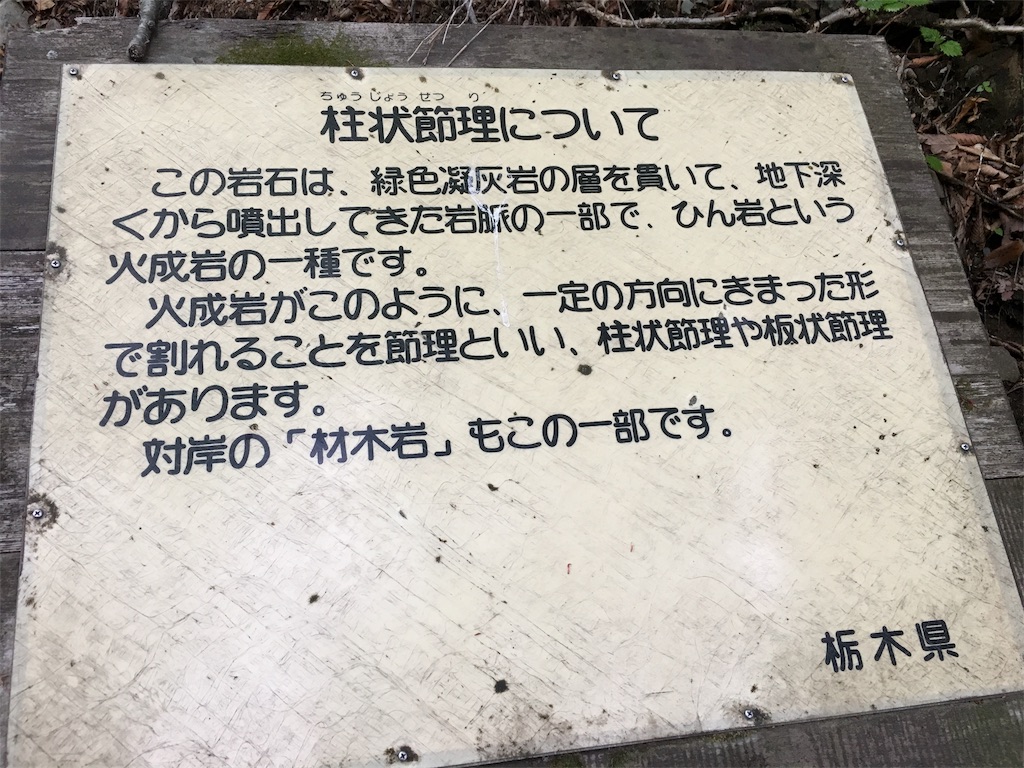 ちゅうじょうせつり
柱状節理について
この岩石は、緑色凝灰岩の層を貫いて、地下深
くから噴出してきた岩脈の一部で、ひん岩という
火成岩の一種です。
火成岩がこのように、一定の方向にきまった形
で割れることを節理といい、柱状節理や板状節理
があります。
対岸の「材木岩」もこの一部です。
栃木県